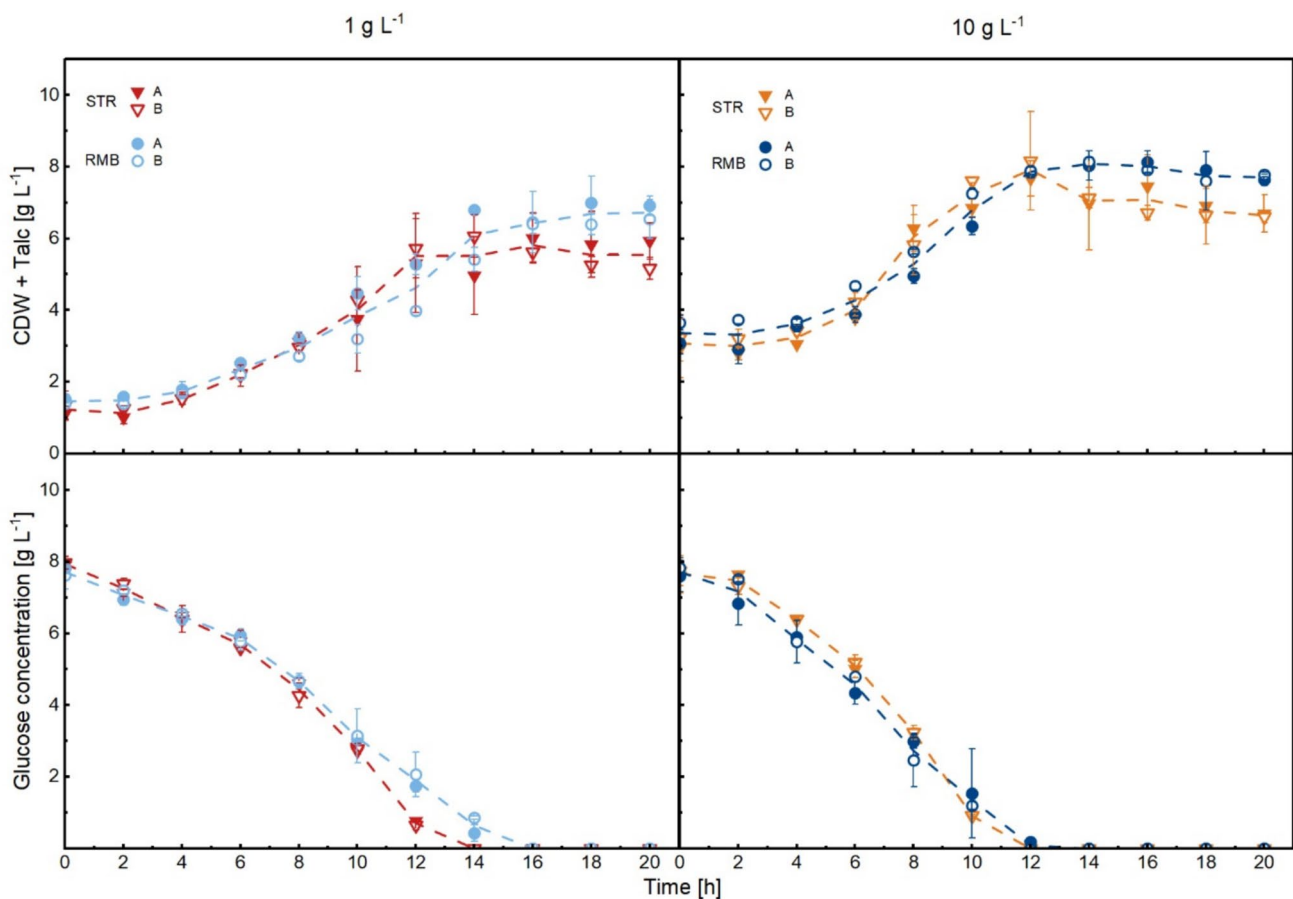 1 g L⁻¹
10 g L⁻¹
CDW + Talc [g L⁻¹]
10
8
6
4
2
0
STR A
B
RMB A
B
STR A
B
RMB A
B
Glucose concentration [g L⁻¹]
10
8
6
4
2
0 2 4 6 8 10 12 14 16 18 20
0 2 4 6 8 10 12 14 16 18 20
Time [h]